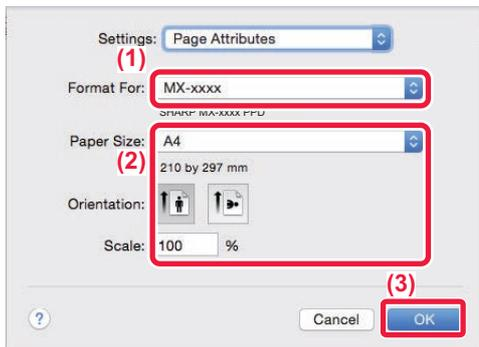 Settings: Page Attributes
(1)
Format For: MX-xxxx
SHARP MX-xxxx PPD
Paper Size: A4
(2)
210 by 297 mm
Orientation:
Scale: 100 %
(3)
? Cancel OK